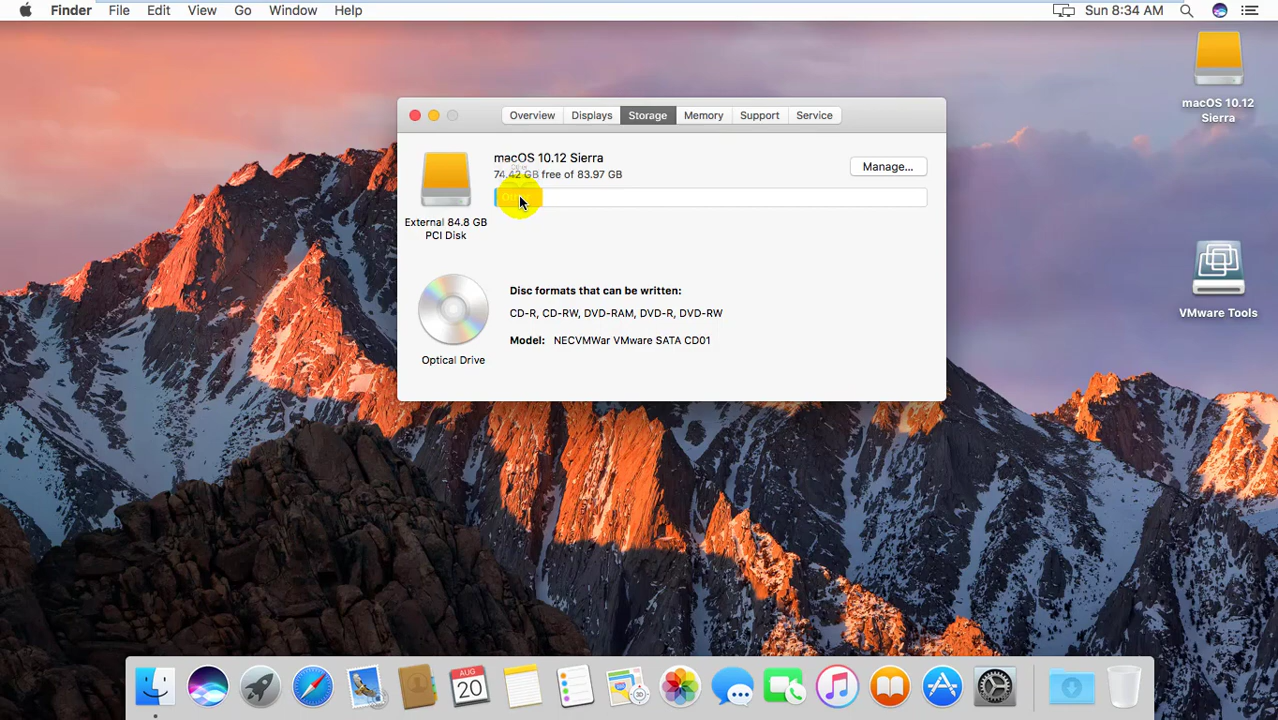 Finder File Edit View Go Window Help
Sun 8:34 AM
macOS 10.12
Sierra
Overview Displays Storage Memory Support Service
macOS 10.12 Sierra
74.42 GB free of 83.97 GB
Manage...
External 84.8 GB
PCI Disk
VMware Tools
Disc formats that can be written:
CD-R, CD-RW, DVD-RAM, DVD-R, DVD-RW
Model: NECVMWar VMware SATA CD01
Optical Drive
AUG
20
3D